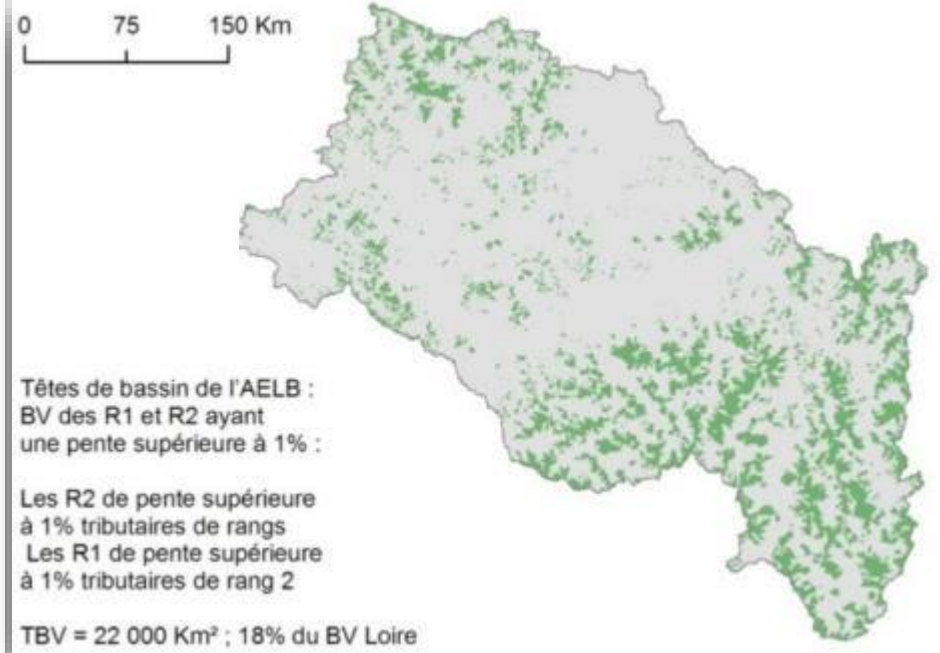 0 75 150 Km
Têtes de bassin de l'AELB :
BV des R1 et R2 ayant
une pente supérieure à 1% :
Les R2 de pente supérieure
à 1% tributaires de rangs
Les R1 de pente supérieure
à 1% tributaires de rang 2
TBV = 22 000 Km² ; 18% du BV Loire